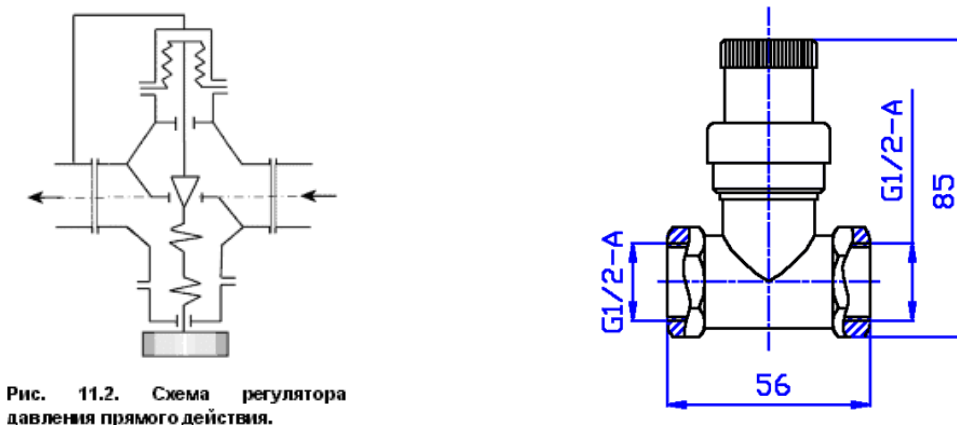 Рис. 11.2. Схема регулятора
давления прямого действия.
G1/2-A
G1/2-A
85
56